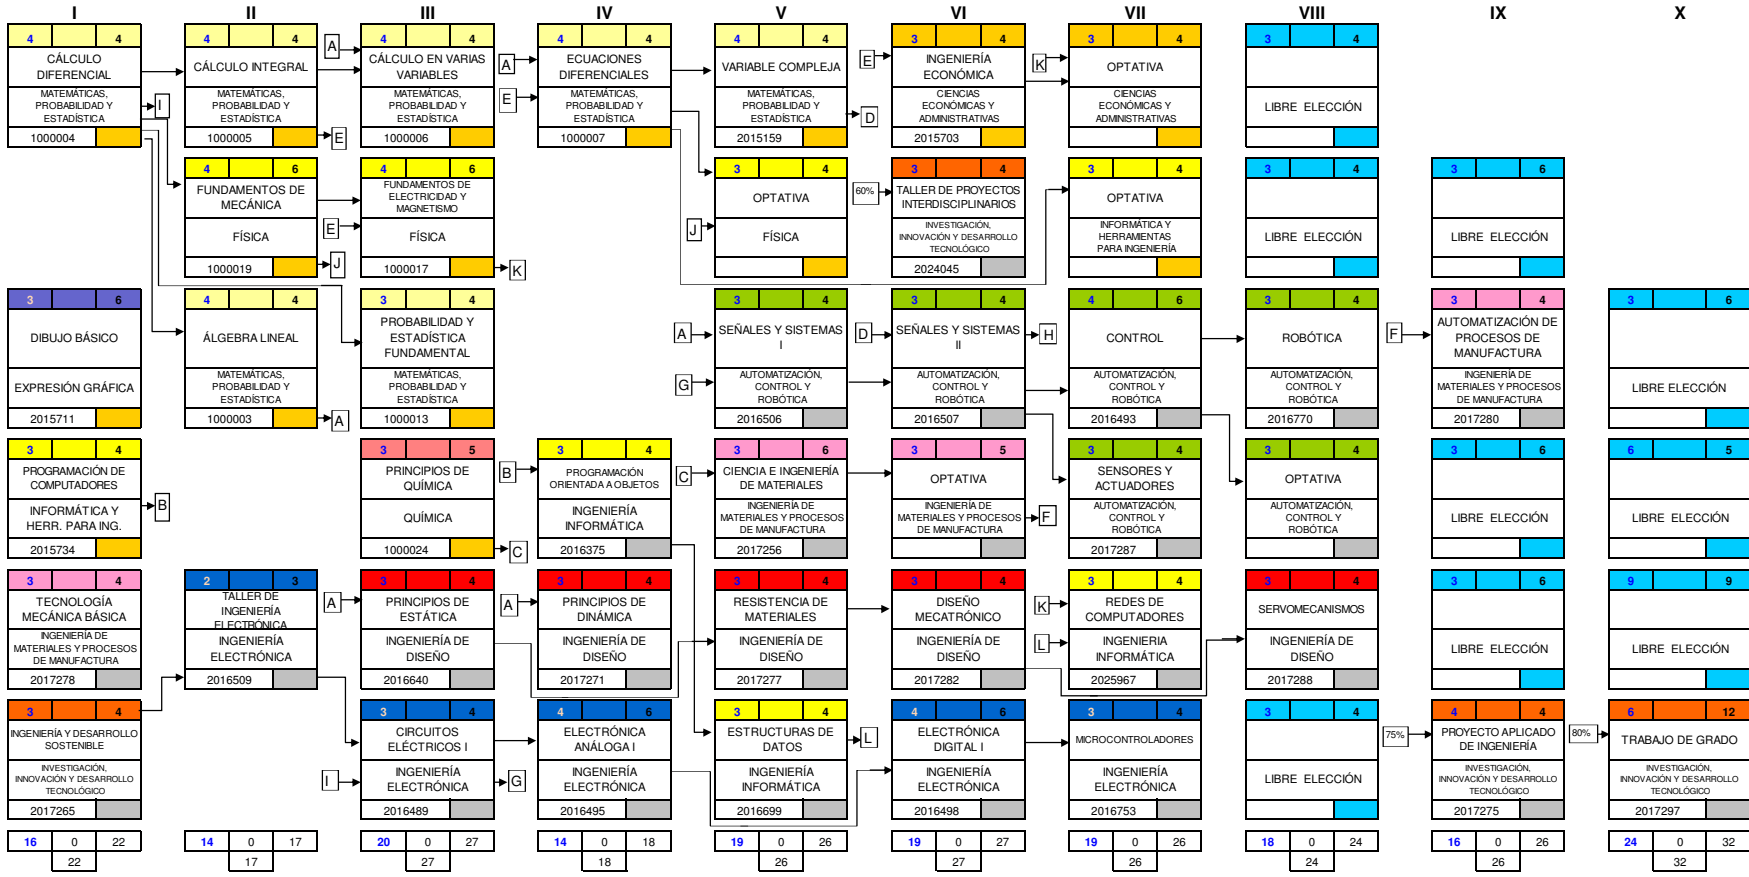 I II III IV V VI VII VIII IX X
4 4
CÁLCULO
DIFERENCIAL
MATEMÁTICAS,
PROBABILIDAD Y
ESTADÍSTICA
1000004
I
3 6
DIBUJO BÁSICO
EXPRESIÓN GRÁFICA
2015711
3 4
PROGRAMACIÓN DE
COMPUTADORES
INFORMÁTICA Y
HERR. PARA ING.
2015734
B
3 4
TECNOLOGÍA
MECÁNICA BÁSICA
INGENIERÍA DE
MATERIALES Y PROCESOS
DE MANUFACTURA
2017278
3 4
INGENIERÍA Y DESARROLLO
SOSTENIBLE
INVESTIGACIÓN,
INNOVACIÓN Y DESARROLLO
TECNOLÓGICO
2017265
16 0 22
22
4 4
CÁLCULO INTEGRAL
MATEMÁTICAS,
PROBABILIDAD Y
ESTADÍSTICA
1000005
E
4 6
FUNDAMENTOS DE
MECÁNICA
FÍSICA
1000019
J
4 4
ÁLGEBRA LINEAL
MATEMÁTICAS,
PROBABILIDAD Y
ESTADÍSTICA
1000003
A
2 3
TALLER DE
INGENIERÍA
ELECTRÓNICA
INGENIERÍA
ELECTRÓNICA
2016509
14 0 17
17
A
4 4
CÁLCULO EN VARIAS
VARIABLES
MATEMÁTICAS,
PROBABILIDAD Y
ESTADÍSTICA
1000006
4 6
FUNDAMENTOS DE
ELECTRICIDAD Y
MAGNETISMO
E
FÍSICA
1000017
K
3 4
PROBABILIDAD Y
ESTADÍSTICA
FUNDAMENTAL
MATEMÁTICAS,
PROBABILIDAD Y
ESTADÍSTICA
1000013
3 5
PRINCIPIOS DE
QUÍMICA
QUÍMICA
1000024
C
A
3 4
PRINCIPIOS DE
ESTÁTICA
INGENIERÍA DE
DISEÑO
2016640
3 4
CIRCUITOS
ELÉCTRICOS I
I
INGENIERÍA
ELECTRÓNICA
G
2016489
20 0 27
27
A
E
4 4
ECUACIONES
DIFERENCIALES
MATEMÁTICAS,
PROBABILIDAD Y
ESTADÍSTICA
1000007
B
3 4
PROGRAMACIÓN
ORIENTADA A OBJETOS
INGENIERÍA
INFORMÁTICA
2016375
A
3 4
PRINCIPIOS DE
DINÁMICA
INGENIERÍA DE
DISEÑO
2017271
4 6
ELECTRÓNICA
ANÁLOGA I
INGENIERÍA
ELECTRÓNICA
2016495
14 0 18
18
4 4
VARIABLE COMPLEJA
MATEMÁTICAS,
PROBABILIDAD Y
ESTADÍSTICA
2015159
D
3 4
OPTATIVA
J
FÍSICA
A
3 4
SEÑALES Y SISTEMAS
I
G
AUTOMATIZACIÓN,
CONTROL Y
ROBÓTICA
2016506
C
3 6
CIENCIA E INGENIERÍA
DE MATERIALES
INGENIERÍA DE
MATERIALES Y PROCESOS
DE MANUFACTURA
2017256
3 4
RESISTENCIA DE
MATERIALES
INGENIERÍA DE
DISEÑO
2017277
3 4
ESTRUCTURAS DE
DATOS
L
INGENIERÍA
INFORMÁTICA
2016699
19 0 26
26
E
3 4
INGENIERÍA
ECONÓMICA
CIENCIAS
ECONÓMICAS Y
ADMINISTRATIVAS
2015703
60%
3 4
TALLER DE PROYECTOS
INTERDISCIPLINARIOS
INVESTIGACIÓN,
INNOVACIÓN Y DESARROLLO
TECNOLÓGICO
2024045
D
3 4
SEÑALES Y SISTEMAS
II
H
AUTOMATIZACIÓN,
CONTROL Y
ROBÓTICA
2016507
3 5
OPTATIVA
INGENIERÍA DE
MATERIALES Y PROCESOS
DE MANUFACTURA
F
3 4
DISEÑO
MECATRÓNICO
INGENIERÍA DE
DISEÑO
2017282
4 6
ELECTRÓNICA
DIGITAL I
INGENIERÍA
ELECTRÓNICA
2016498
19 0 27
27
K
3 4
OPTATIVA
CIENCIAS
ECONÓMICAS Y
ADMINISTRATIVAS
3 4
OPTATIVA
INFORMÁTICA Y
HERRAMIENTAS
PARA INGENIERÍA
4 6
CONTROL
AUTOMATIZACIÓN,
CONTROL Y
ROBÓTICA
2016493
3 4
SENSORES Y
ACTUADORES
AUTOMATIZACIÓN,
CONTROL Y
ROBÓTICA
2017287
K
L
3 4
REDES DE
COMPUTADORES
INGENIERIA
INFORMÁTICA
2025967
3 4
MICROCONTROLADORES
INGENIERÍA
ELECTRÓNICA
2016753
19 0 26
26
3 4
LIBRE ELECCIÓN
3 4
LIBRE ELECCIÓN
3 4
ROBÓTICA
AUTOMATIZACIÓN,
CONTROL Y
ROBÓTICA
2016770
3 4
OPTATIVA
AUTOMATIZACIÓN,
CONTROL Y
ROBÓTICA
3 4
SERVOMECANISMOS
INGENIERÍA DE
DISEÑO
2017288
3 4
LIBRE ELECCIÓN
18 0 24
24
3 6
LIBRE ELECCIÓN
F
3 4
AUTOMATIZACIÓN DE
PROCESOS DE
MANUFACTURA
INGENIERÍA DE
MATERIALES Y PROCESOS
DE MANUFACTURA
2017280
3 6
LIBRE ELECCIÓN
3 6
LIBRE ELECCIÓN
75%
4 4
PROYECTO APLICADO
DE INGENIERÍA
INVESTIGACIÓN,
INNOVACIÓN Y DESARROLLO
TECNOLÓGICO
2017275
16 0 26
26
3 6
LIBRE ELECCIÓN
6 5
LIBRE ELECCIÓN
9 9
LIBRE ELECCIÓN
80%
6 12
TRABAJO DE GRADO
INVESTIGACIÓN,
INNOVACIÓN Y DESARROLLO
TECNOLÓGICO
2017297
24 0 32
32